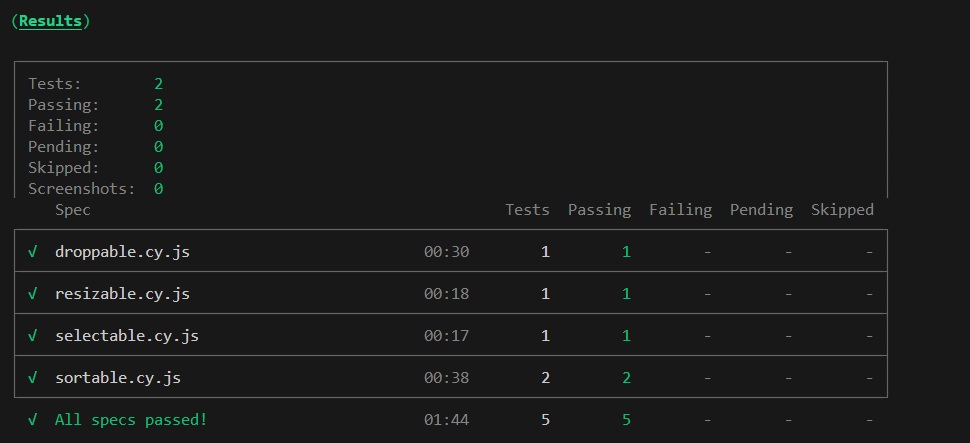 (Results)
Tests: 2
Passing: 2
Failing: 0
Pending: 0
Skipped: 0
Screenshots: 0
Spec Tests Passing Failing Pending Skipped
√ droppable.cy.js 00:30 1 1 - - -
√ resizable.cy.js 00:18 1 1 - - -
√ selectable.cy.js 00:17 1 1 - - -
√ sortable.cy.js 00:38 2 2 - - -
√ All specs passed! 01:44 5 5 - - -